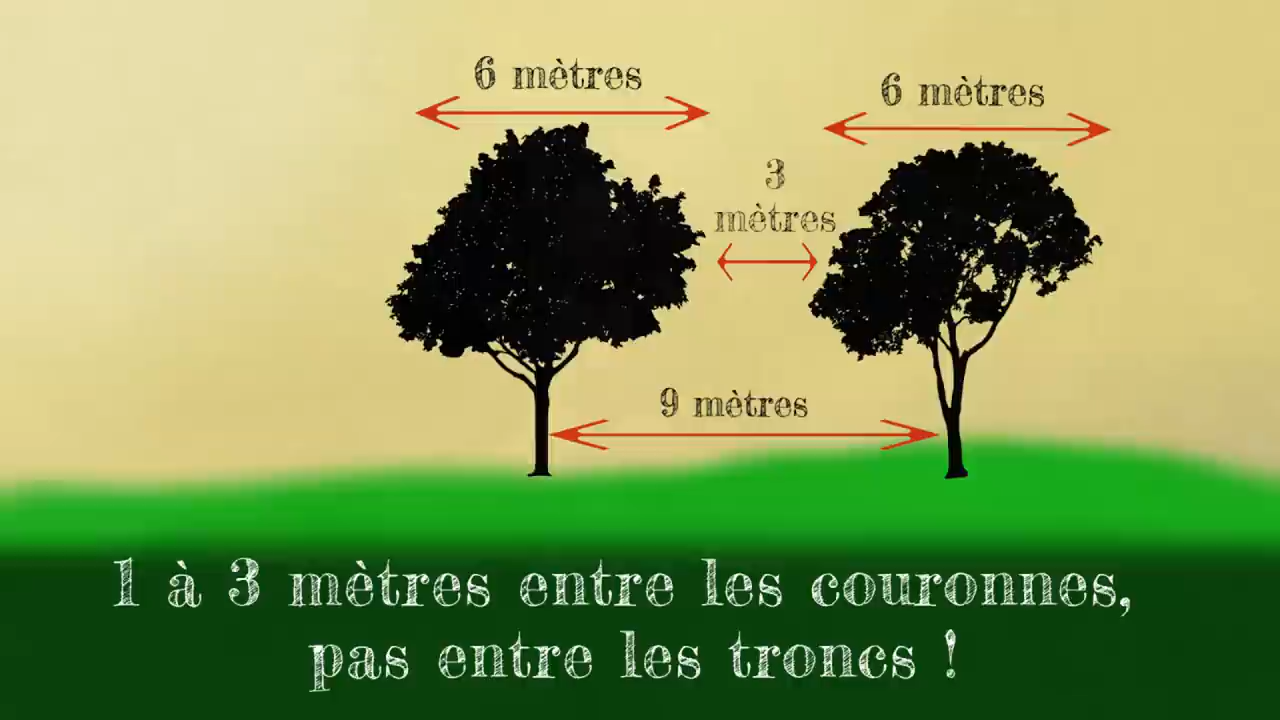 6 mètres
6 mètres
3
mètres
9 mètres
1 à 3 mètres entre les couronnes,
pas entre les troncs !